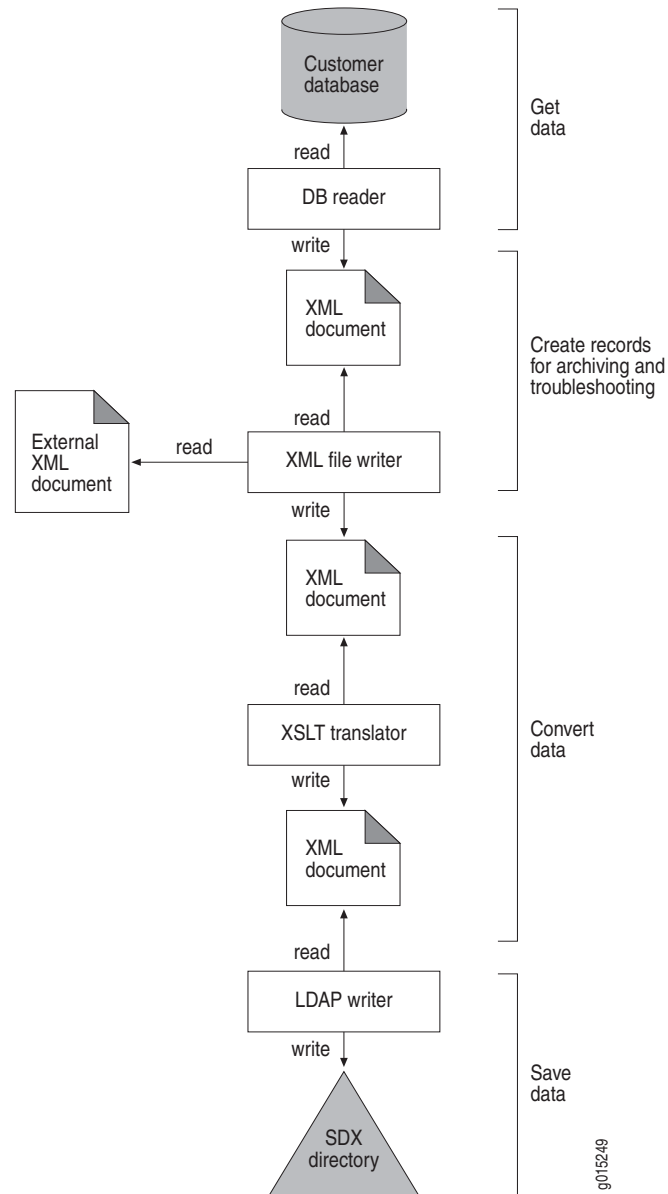 Customer
database
Get
data
read
DB reader
write
XML
document
Create records
for archiving and
troubleshooting
read
External
XML
document
read
XML file writer
write
XML
document
read
XSLT translator
Convert
data
write
XML
document
read
LDAP writer
write
Save
data
SDX
directory
g015249